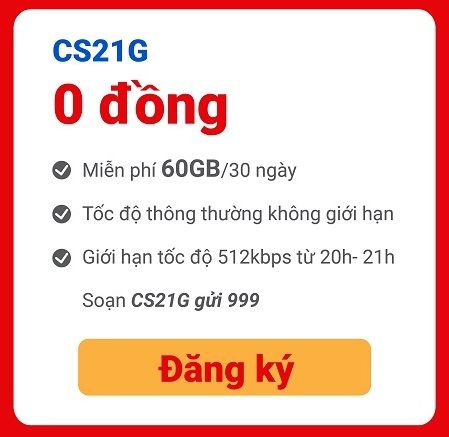 CS21G
0 đồng
Miễn phí 60GB/30 ngày
Tốc độ thông thường không giới hạn
Giới hạn tốc độ 512kbps từ 20h- 21h
Soạn CS21G gửi 999
Đăng ký